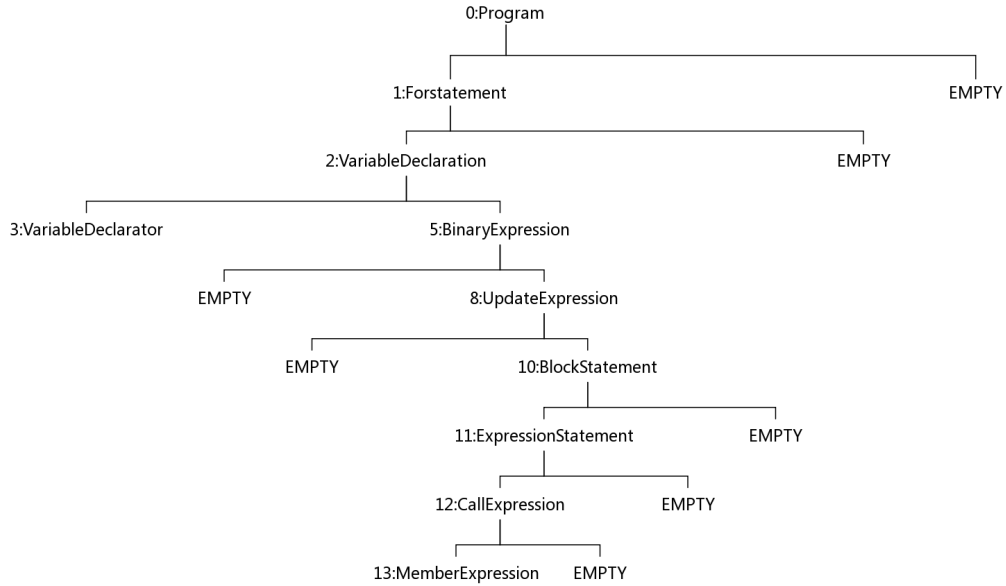 0:Program
1:Forstatement
EMPTY
2:VariableDeclaration
EMPTY
3:VariableDeclarator
5:BinaryExpression
EMPTY
8:UpdateExpression
EMPTY
10:BlockStatement
11:ExpressionStatement
EMPTY
12:CallExpression
EMPTY
13:MemberExpression
EMPTY